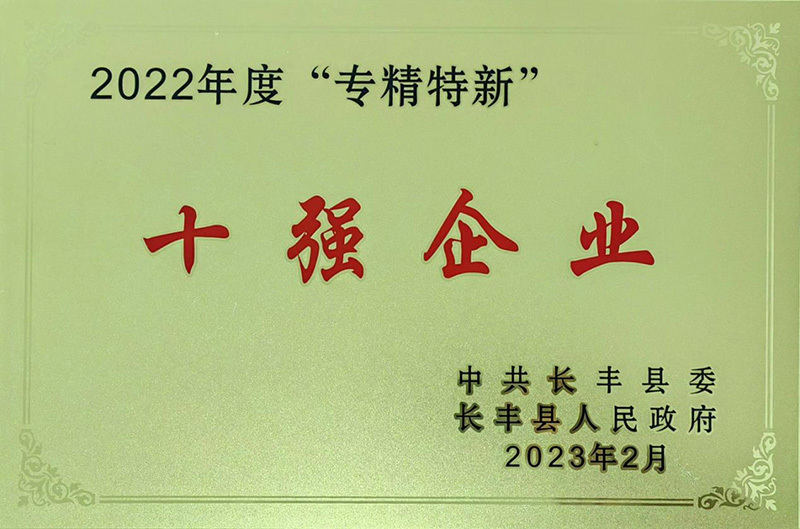 2022年度“专精特新”
十强企业
中共长丰县委
长丰县人民政府
2023年2月